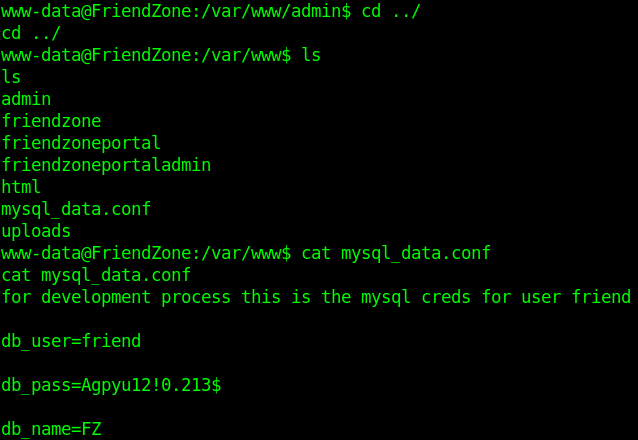 www-data@FriendZone:/var/www/admin$ cd ../
cd ../
www-data@FriendZone:/var/www$ ls
ls
admin
friendzone
friendzoneportal
friendzoneportaladmin
html
mysql_data.conf
uploads
www-data@FriendZone:/var/www$ cat mysql_data.conf
cat mysql_data.conf
for development process this is the mysql creds for user friend
db_user=friend
db_pass=Agpyu12!0.213$
db_name=FZ